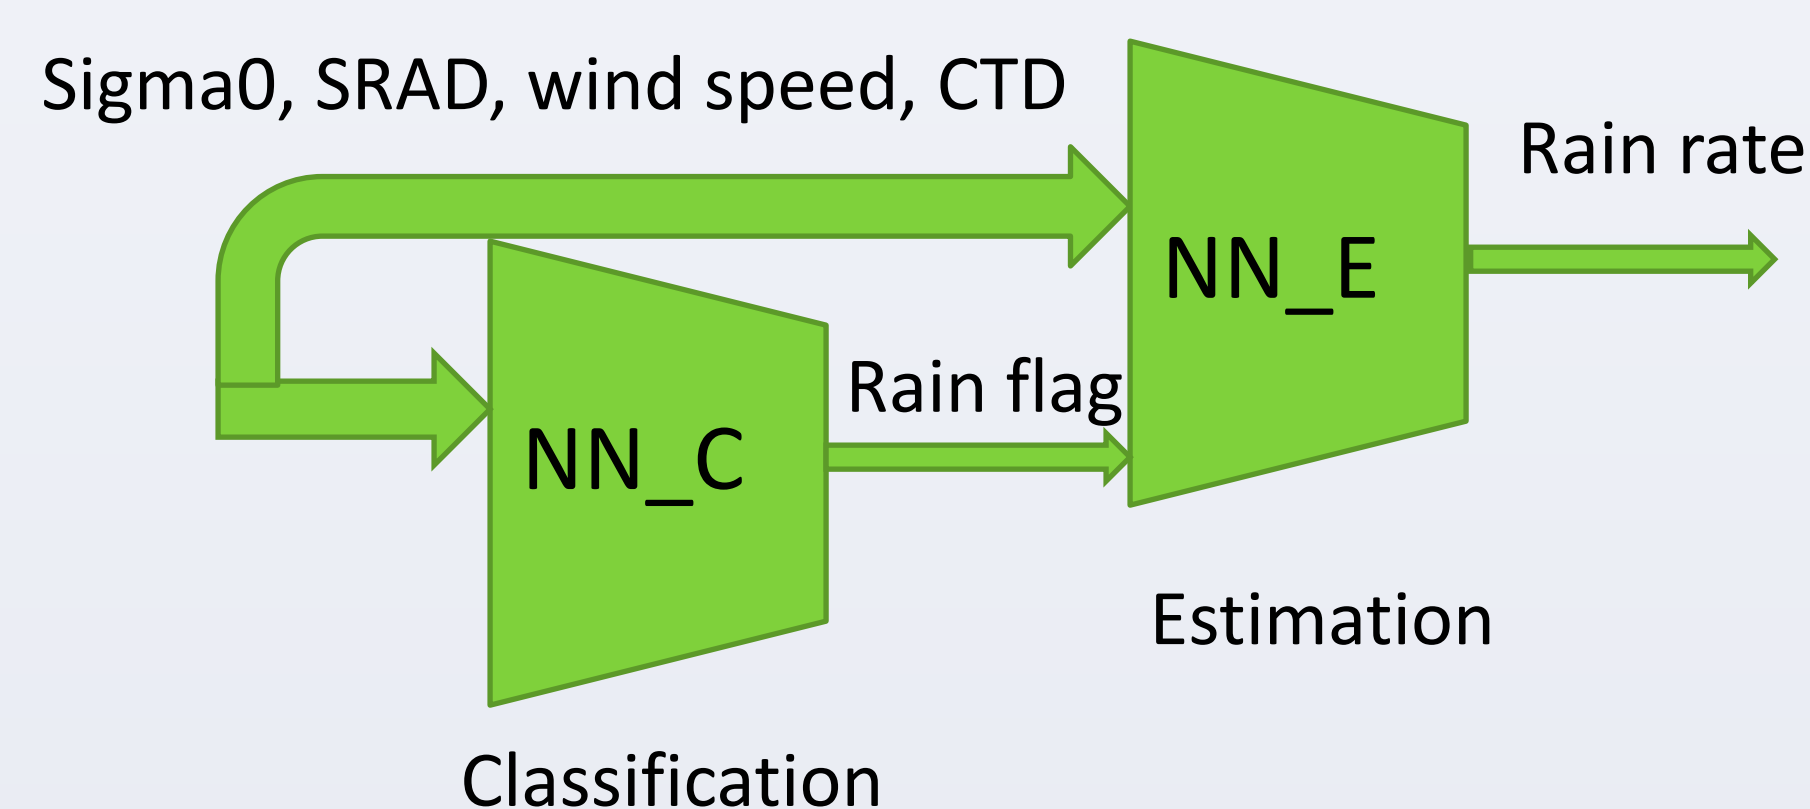 Sigma0, SRAD, wind speed, CTD
Rain rate
NN_E
Rain flag
NN_C
Estimation
Classification